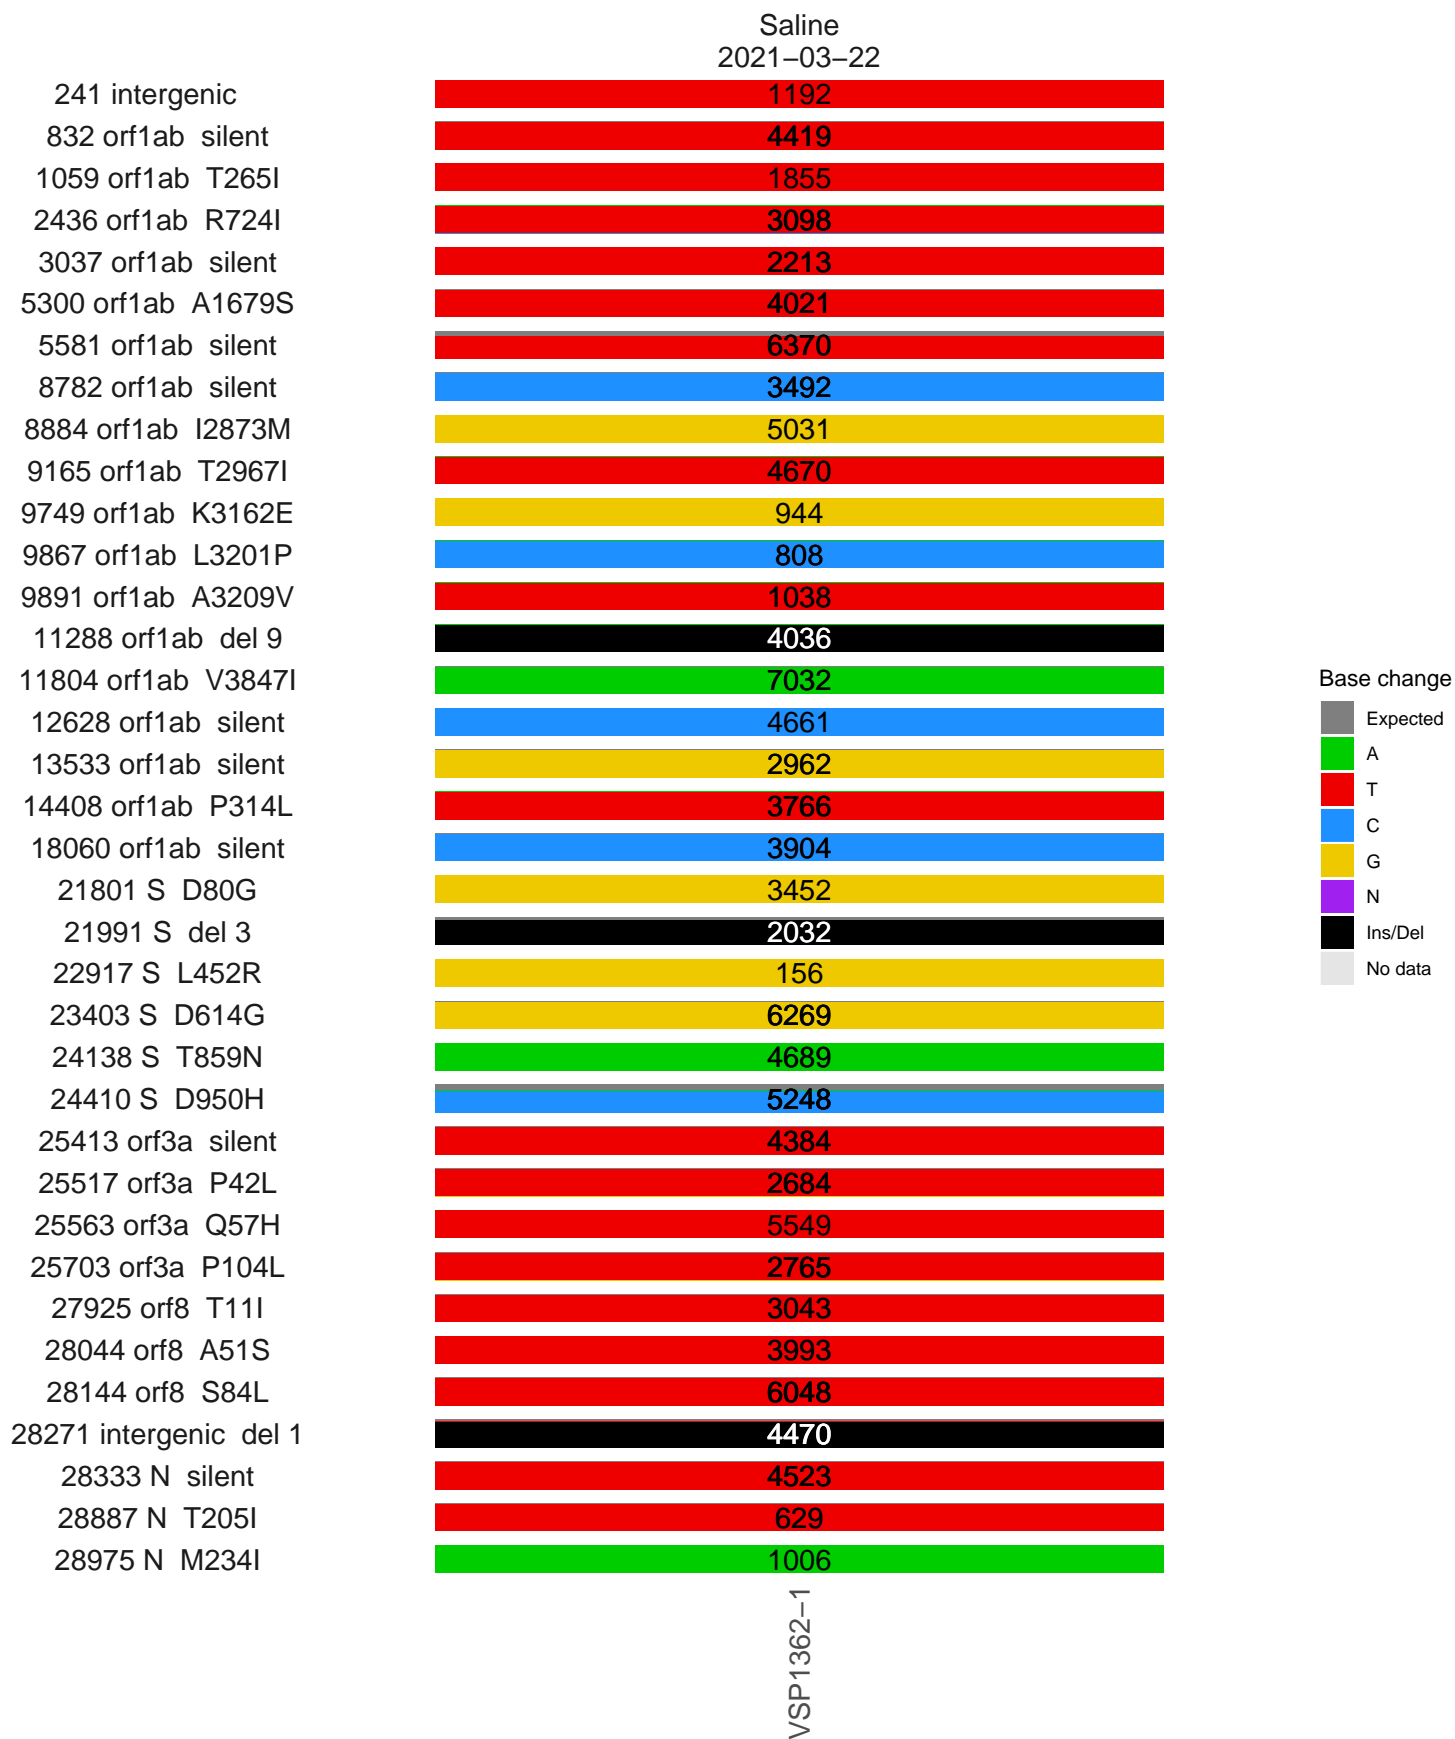 Saline
2021−03−22
241 intergenic 1192
832 orf1ab silent 4419
1059 orf1ab T265I 1855
2436 orf1ab R724I 3098
3037 orf1ab silent 2213
5300 orf1ab A1679S 4021
5581 orf1ab silent 6370
8782 orf1ab silent 3492
8884 orf1ab I2873M 5031
9165 orf1ab T2967I 4670
9749 orf1ab K3162E 944
9867 orf1ab L3201P 808
9891 orf1ab A3209V 1038
11288 orf1ab del 9 4036
11804 orf1ab V3847I 7032
12628 orf1ab silent 4661
13533 orf1ab silent 2962
14408 orf1ab P314L 3766
18060 orf1ab silent 3904
21801 S D80G 3452
21991 S del 3 2032
22917 S L452R 156
23403 S D614G 6269
24138 S T859N 4689
24410 S D950H 5248
25413 orf3a silent 4384
25517 orf3a P42L 2684
25563 orf3a Q57H 5549
25703 orf3a P104L 2765
27925 orf8 T11I 3043
28044 orf8 A51S 3993
28144 orf8 S84L 6048
28271 intergenic del 1 4470
28333 N silent 4523
28887 N T205I 629
28975 N M234I 1006
VSP1362−1
Base change
Expected
A
T
C
G
N
Ins/Del
No data